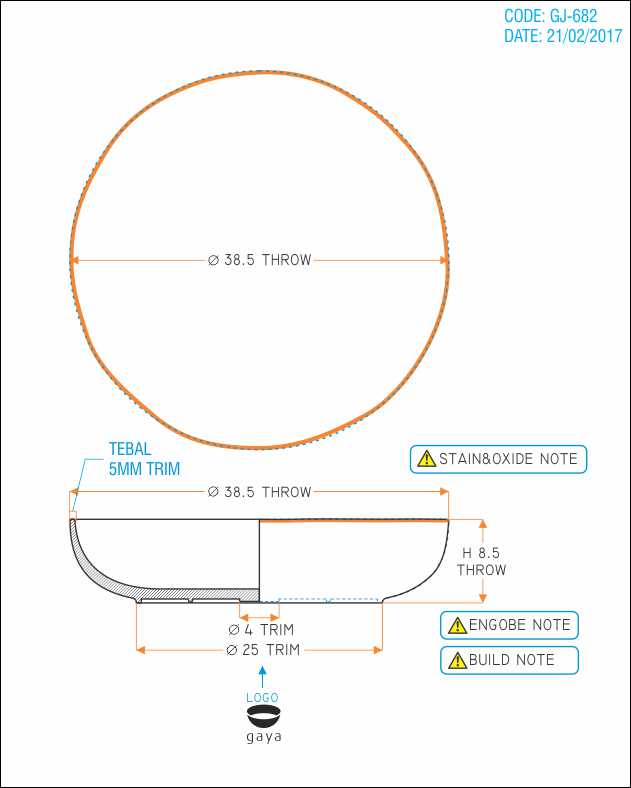 CODE: GJ-682
DATE: 21/02/2017
Ø 38.5 THROW
TEBAL
5MM TRIM
STAIN&OXIDE NOTE
Ø 38.5 THROW
H 8.5
THROW
Ø 4 TRIM
ENGOBE NOTE
Ø 25 TRIM
BUILD NOTE
LOGO
gaya